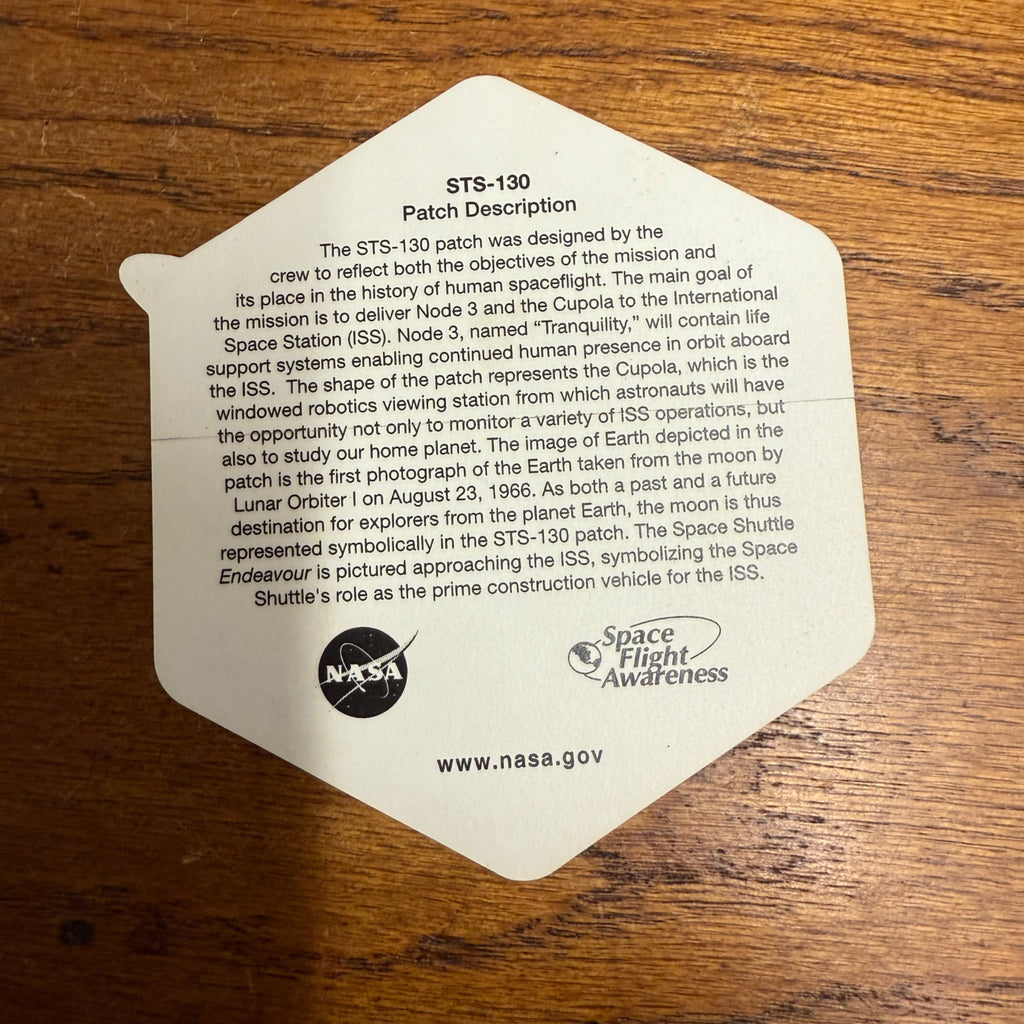 STS-130
Patch Description
The STS-130 patch was designed by the
crew to reflect both the objectives of the mission and
its place in the history of human spaceflight. The main goal of
the mission is to deliver Node 3 and the Cupola to the International
Space Station (ISS). Node 3, named “Tranquility,” will contain life
support systems enabling continued human presence in orbit aboard
the ISS.  The shape of the patch represents the Cupola, which is the
windowed robotics viewing station from which astronauts will have
the opportunity not only to monitor a variety of ISS operations, but
also to study our home planet. The image of Earth depicted in the
patch is the first photograph of the Earth taken from the moon by
Lunar Orbiter I on August 23, 1966. As both a past and a future
destination for explorers from the planet Earth, the moon is thus
represented symbolically in the STS-130 patch. The Space Shuttle
Endeavour is pictured approaching the ISS, symbolizing the Space
Shuttle's role as the prime construction vehicle for the ISS.
NASA
Space
Flight
Awareness
www.nasa.gov